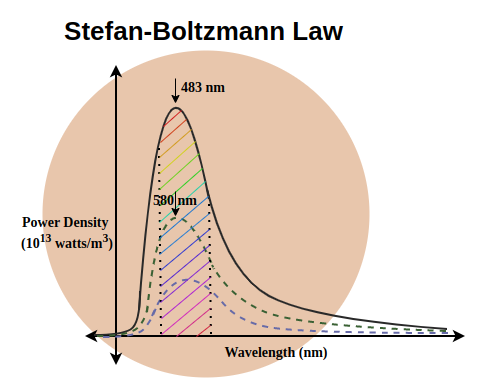 Stefan-Boltzmann Law
483 nm
580 nm
Power Density
(10¹³ watts/m³)
Wavelength (nm)